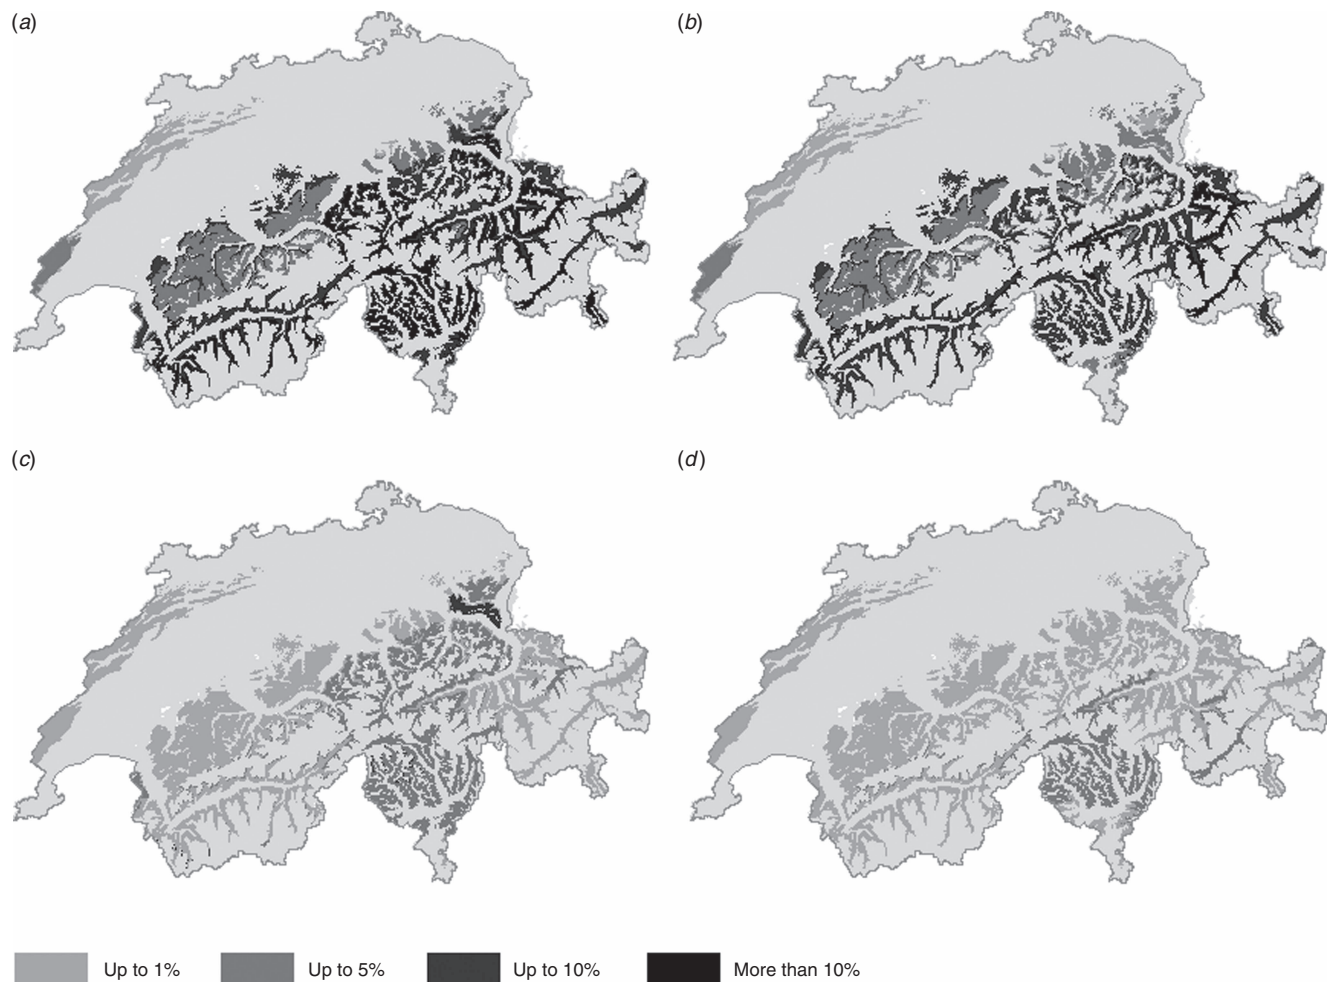 (a)
(b)
(c)
(d)
Up to 1%
Up to 5%
Up to 10%
More than 10%